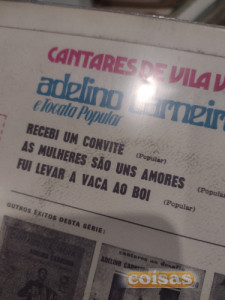 CANTARES DE VILA V
adelino Carneiro
e Tocata Popular
RECEBI UM CONVITE (Popular)
AS MULHERES SÃO UNS AMORES (Popula
FUI LEVAR A VACA AO BOI (Popular)
OUTROS ÊXITOS DESTA SÉRIE:
coisas